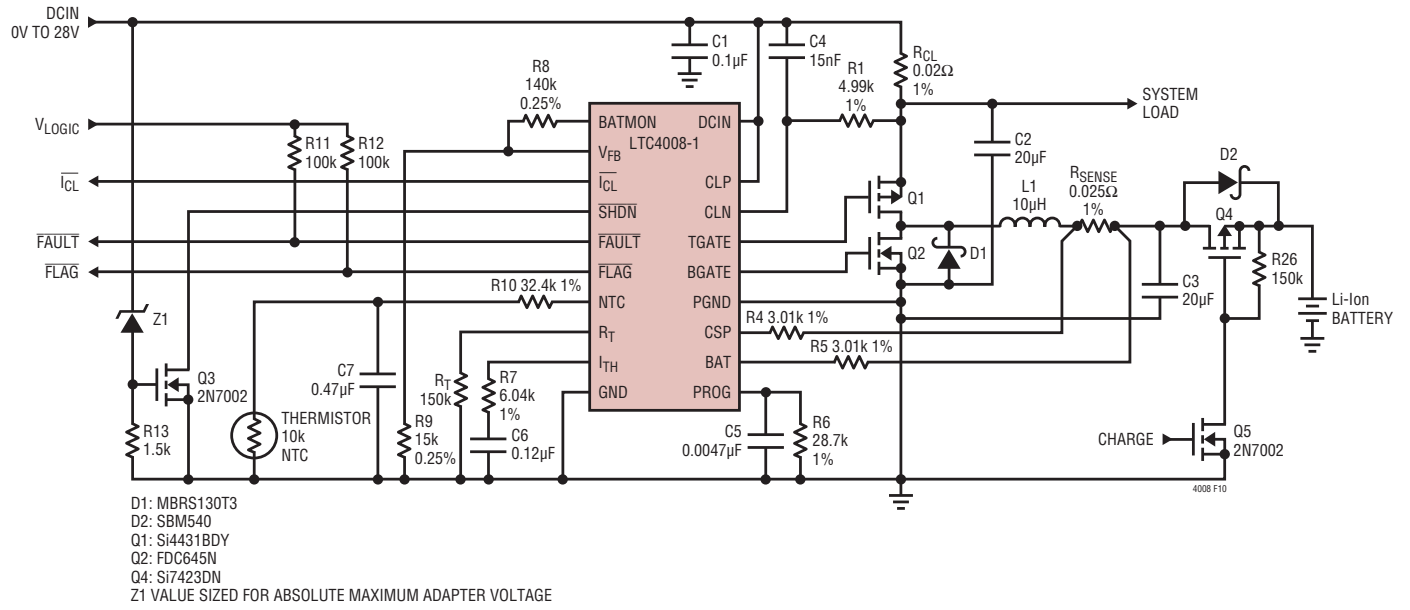 DCIN
0V TO 28V
C1
0.1µF
C4
15nF
R1
4.99k
1%
RCL
0.02Ω
1%
SYSTEM
LOAD
R8
140k
0.25%
VLOGIC
R11
100k
R12
100k
ICL
FAULT
FLAG
BATMON
VFB
ICL
SHDN
FAULT
FLAG
NTC
RT
ITH
GND
LTC4008-1
DCIN
CLP
CLN
TGATE
BGATE
PGND
CSP
BAT
PROG
C2
20µF
Q1
Q2
D1
L1
10µH
RSENSE
0.025Ω
1%
D2
Q4
R26
150k
C3
20µF
Li-Ion
BATTERY
R10 32.4k 1%
R4 3.01k 1%
R5 3.01k 1%
Z1
Q3
2N7002
R13
1.5k
C7
0.47µF
THERMISTOR
10k
NTC
R9
15k
0.25%
RT
150k
R7
6.04k
1%
C6
0.12µF
C5
0.0047µF
R6
28.7k
1%
CHARGE
Q5
2N7002
4008 F10
D1: MBRS130T3
D2: SBM540
Q1: Si4431BDY
Q2: FDC645N
Q4: Si7423DN
Z1 VALUE SIZED FOR ABSOLUTE MAXIMUM ADAPTER VOLTAGE